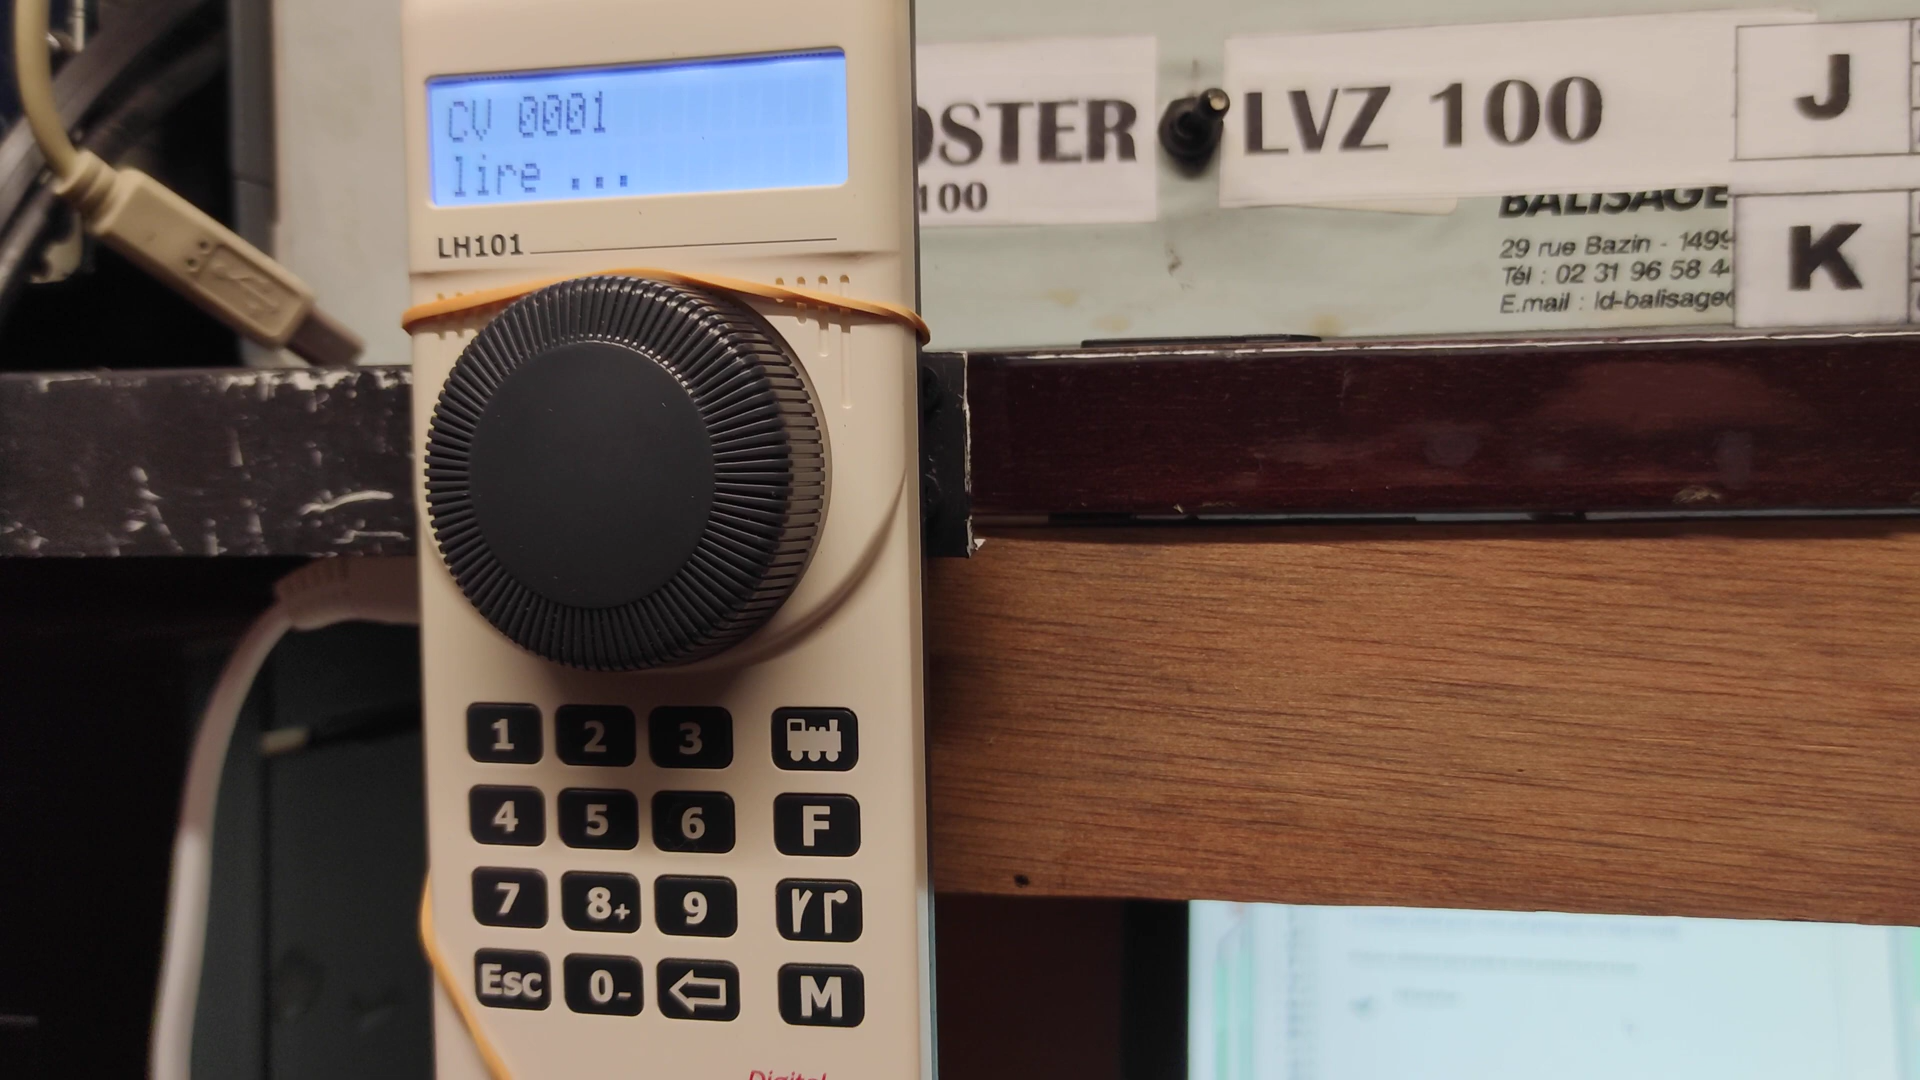 CV 0001
lire ...
LH101
1 2 3
4 5 6 F
7 8+ 9
Esc 0- M
Digital
OSTER
100
LVZ 100
BALISAGE
29 rue Bazin - 1499
Tél : 02 31 96 58 4
E.mail : ld-balisage
J
K